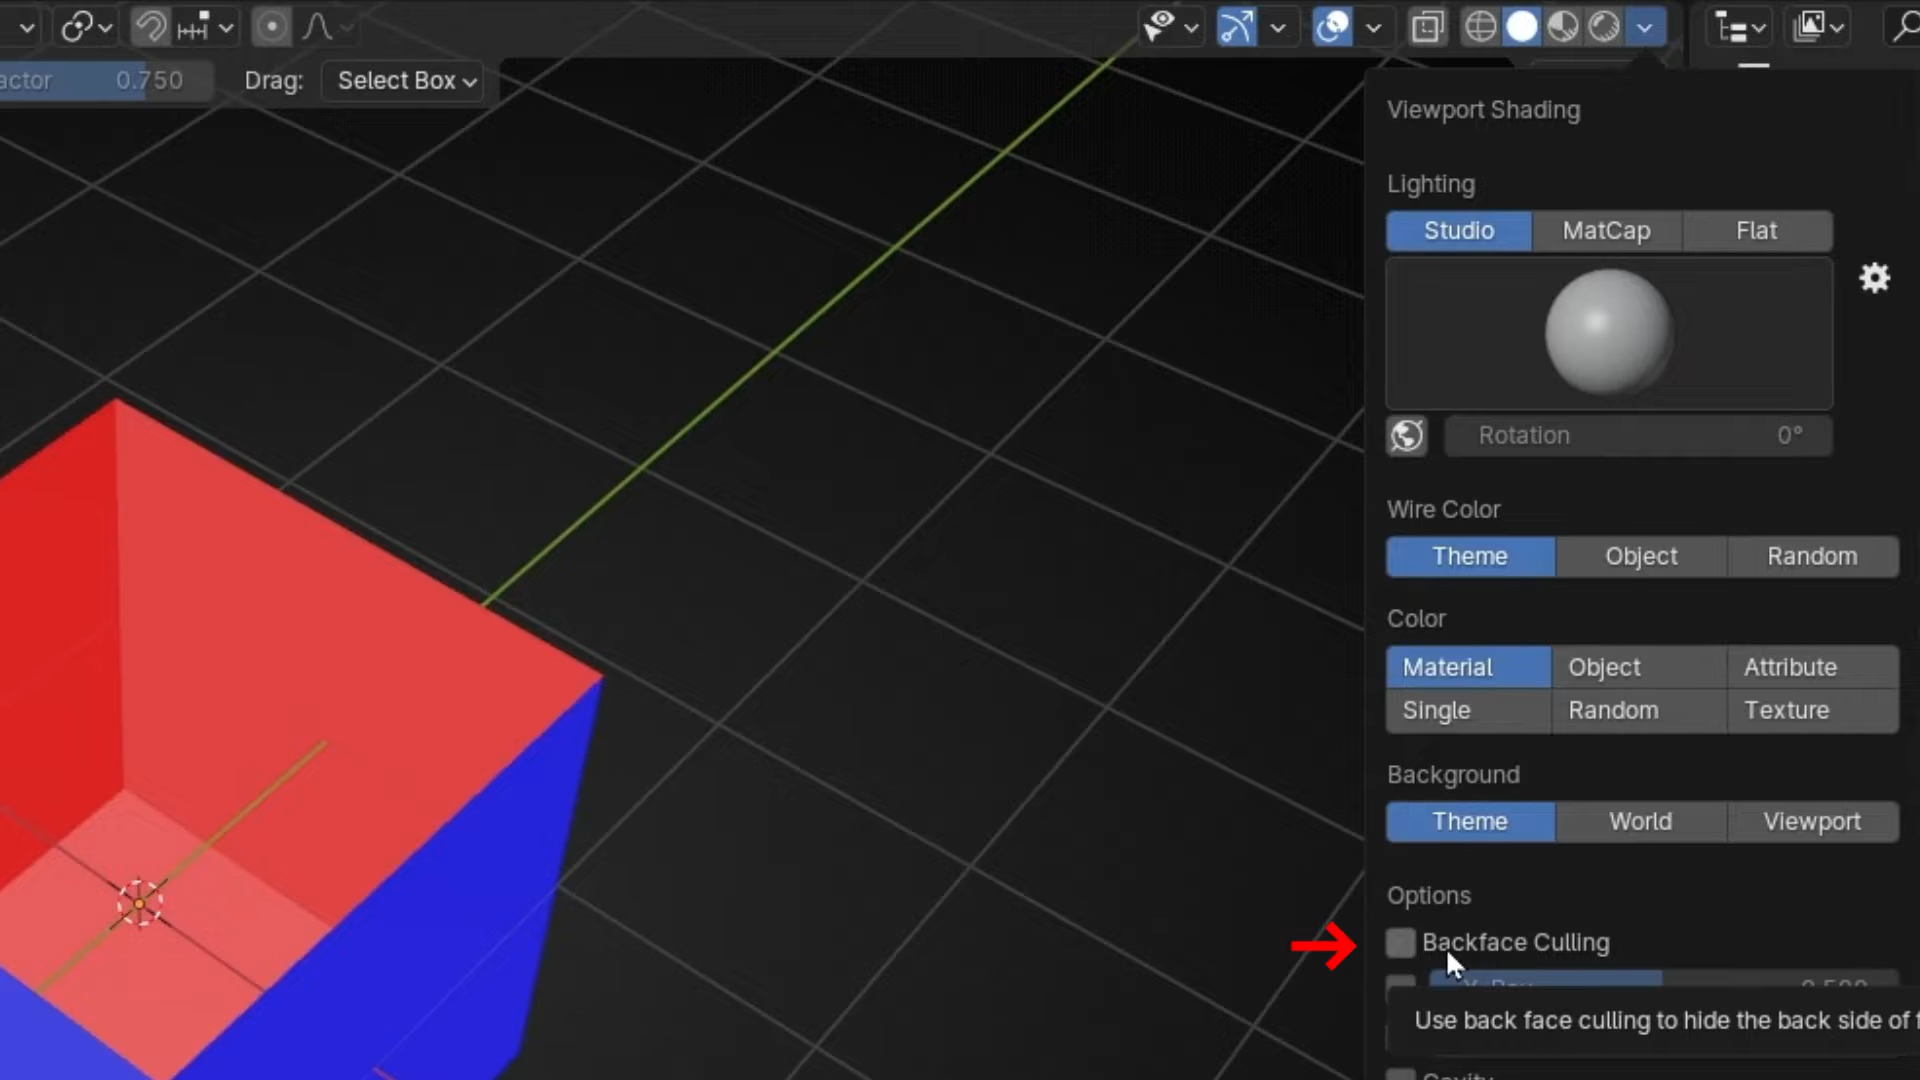 actor 0.750 Drag: Select Box
Viewport Shading
Lighting
Studio MatCap Flat
Rotation 0°
Wire Color
Theme Object Random
Color
Material Object Attribute
Single Random Texture
Background
Theme World Viewport
Options
Backface Culling
Use back face culling to hide the back side of f